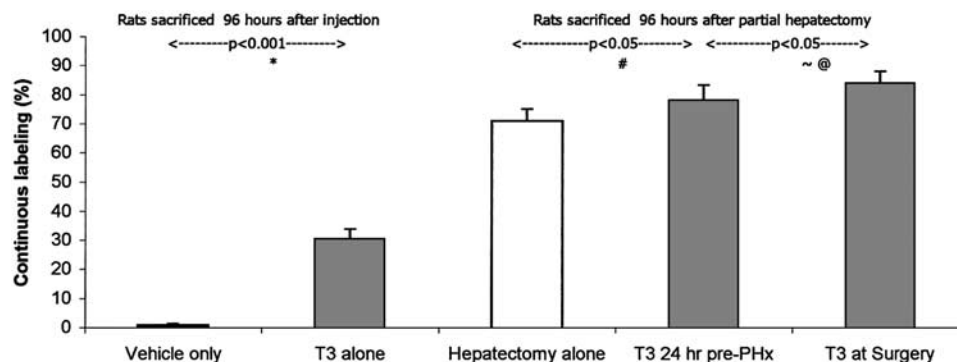 Rats sacrificed 96 hours after injection
Rats sacrificed 96 hours after partial hepatectomy
<---------p<0.001--------->
<---------p<0.05--------->
<---------p<0.05--------->
*
#
~ @
Continuous labeling (%)
100
90
80
70
60
50
40
30
20
10
0
Vehicle only
T3 alone
Hepatectomy alone
T3 24 hr pre-PHx
T3 at Surgery